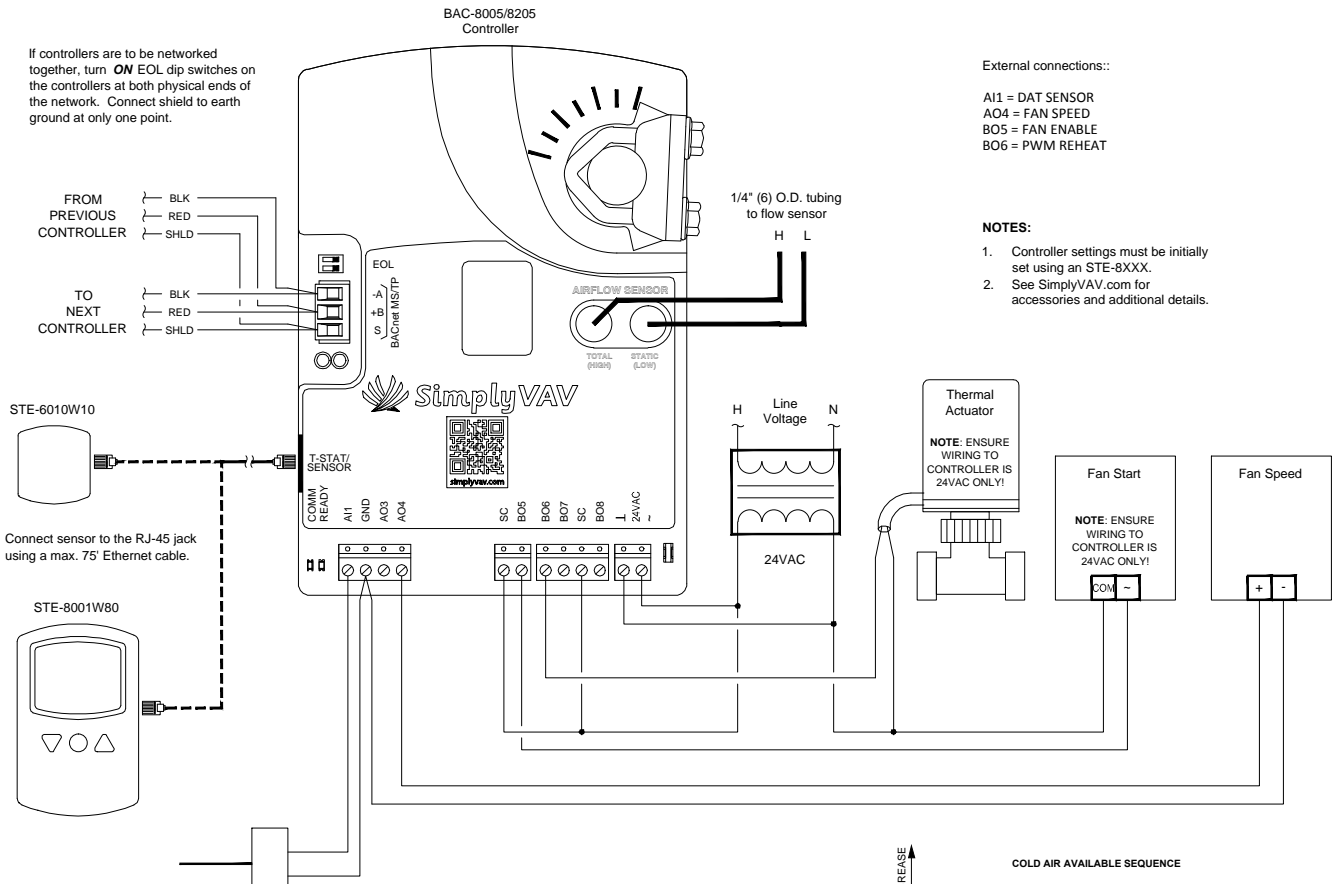 BAC-8005/8205
Controller
If controllers are to be networked
together, turn ON EOL dip switches on
the controllers at both physical ends of
the network. Connect shield to earth
ground at only one point.
External connections::
AI1 = DAT SENSOR
AO4 = FAN SPEED
BO5 = FAN ENABLE
BO6 = PWM REHEAT
NOTES:
1. Controller settings must be initially
set using an STE-8XXX.
2. See SimplyVAV.com for
accessories and additional details.
FROM
PREVIOUS
CONTROLLER
BLK
RED
SHLD
TO
NEXT
CONTROLLER
BLK
RED
SHLD
EOL
-A
+B
S
BACnet MS/TP
1/4" (6) O.D. tubing
to flow sensor
H L
AIRFLOW SENSOR
TOTAL
(HIGH)
STATIC
(LOW)
SimplyVAV
simplyvav.com
STE-6010W10
T-STAT/
SENSOR
COMM
READY
AI1
GND
AO3
AO4
SC
BO5
BO6
BO7
SC
BO8
⊥
24VAC
~
Connect sensor to the RJ-45 jack
using a max. 75' Ethernet cable.
STE-8001W80
H
Line
Voltage
N
24VAC
Thermal
Actuator
NOTE: ENSURE
WIRING TO
CONTROLLER IS
24VAC ONLY!
Fan Start
NOTE: ENSURE
WIRING TO
CONTROLLER IS
24VAC ONLY!
COM ~
Fan Speed
+ -
REASE
COLD AIR AVAILABLE SEQUENCE